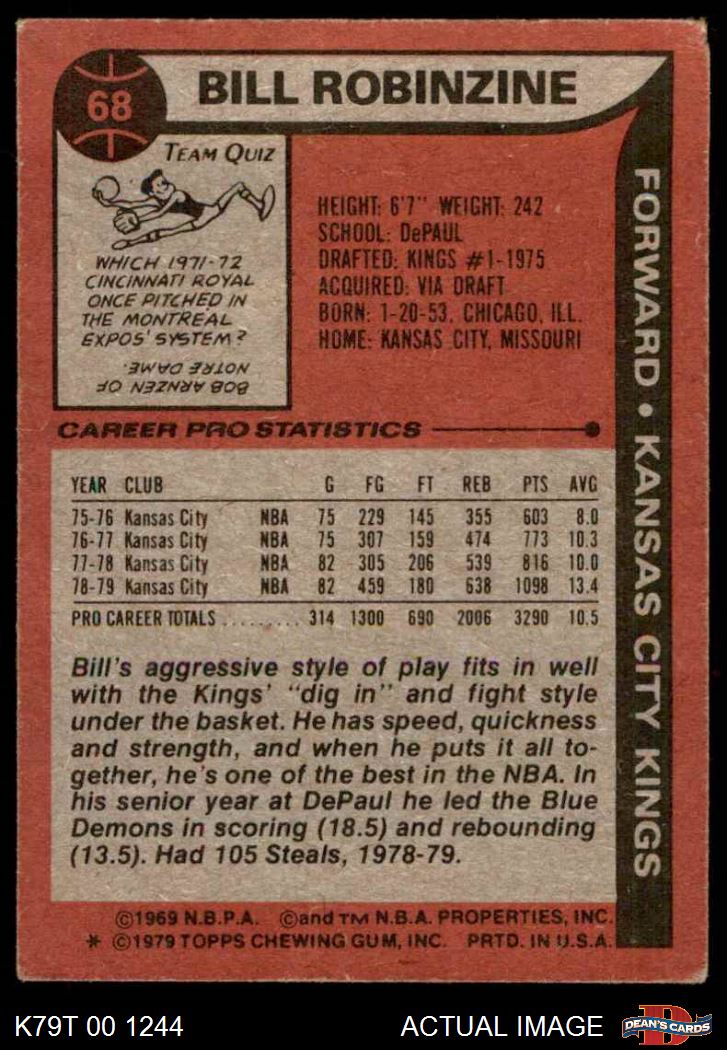 68
BILL ROBINZINE
TEAM QUIZ
WHICH 1971-72
CINCINNATI ROYAL
ONCE PITCHED IN
THE MONTREAL
EXPOS' SYSTEM?
BOB ARNZEN OF
NOTRE DAME.
HEIGHT: 6'7" WEIGHT: 242
SCHOOL: DePAUL
DRAFTED: KINGS #1-1975
ACQUIRED: VIA DRAFT
BORN: 1-20-53, CHICAGO, ILL.
HOME: KANSAS CITY, MISSOURI
FORWARD • KANSAS CITY KINGS
CAREER PRO STATISTICS
YEAR CLUB G FG FT REB PTS AVG
75-76 Kansas City NBA 75 229 145 355 603 8.0
76-77 Kansas City NBA 75 307 159 474 773 10.3
77-78 Kansas City NBA 82 305 206 539 816 10.0
78-79 Kansas City NBA 82 459 180 638 1098 13.4
PRO CAREER TOTALS ......... 314 1300 690 2006 3290 10.5
Bill's aggressive style of play fits in well
with the Kings' "dig in" and fight style
under the basket. He has speed, quickness
and strength, and when he puts it all to-
gether, he's one of the best in the NBA. In
his senior year at DePaul he led the Blue
Demons in scoring (18.5) and rebounding
(13.5). Had 105 Steals, 1978-79.
©1969 N.B.P.A. ©and TM N.B.A. PROPERTIES, INC.
* ©1979 TOPPS CHEWING GUM, INC. PRTD. IN U.S.A.
K79T 00 1244
ACTUAL IMAGE
D
DEAN'S CARDS